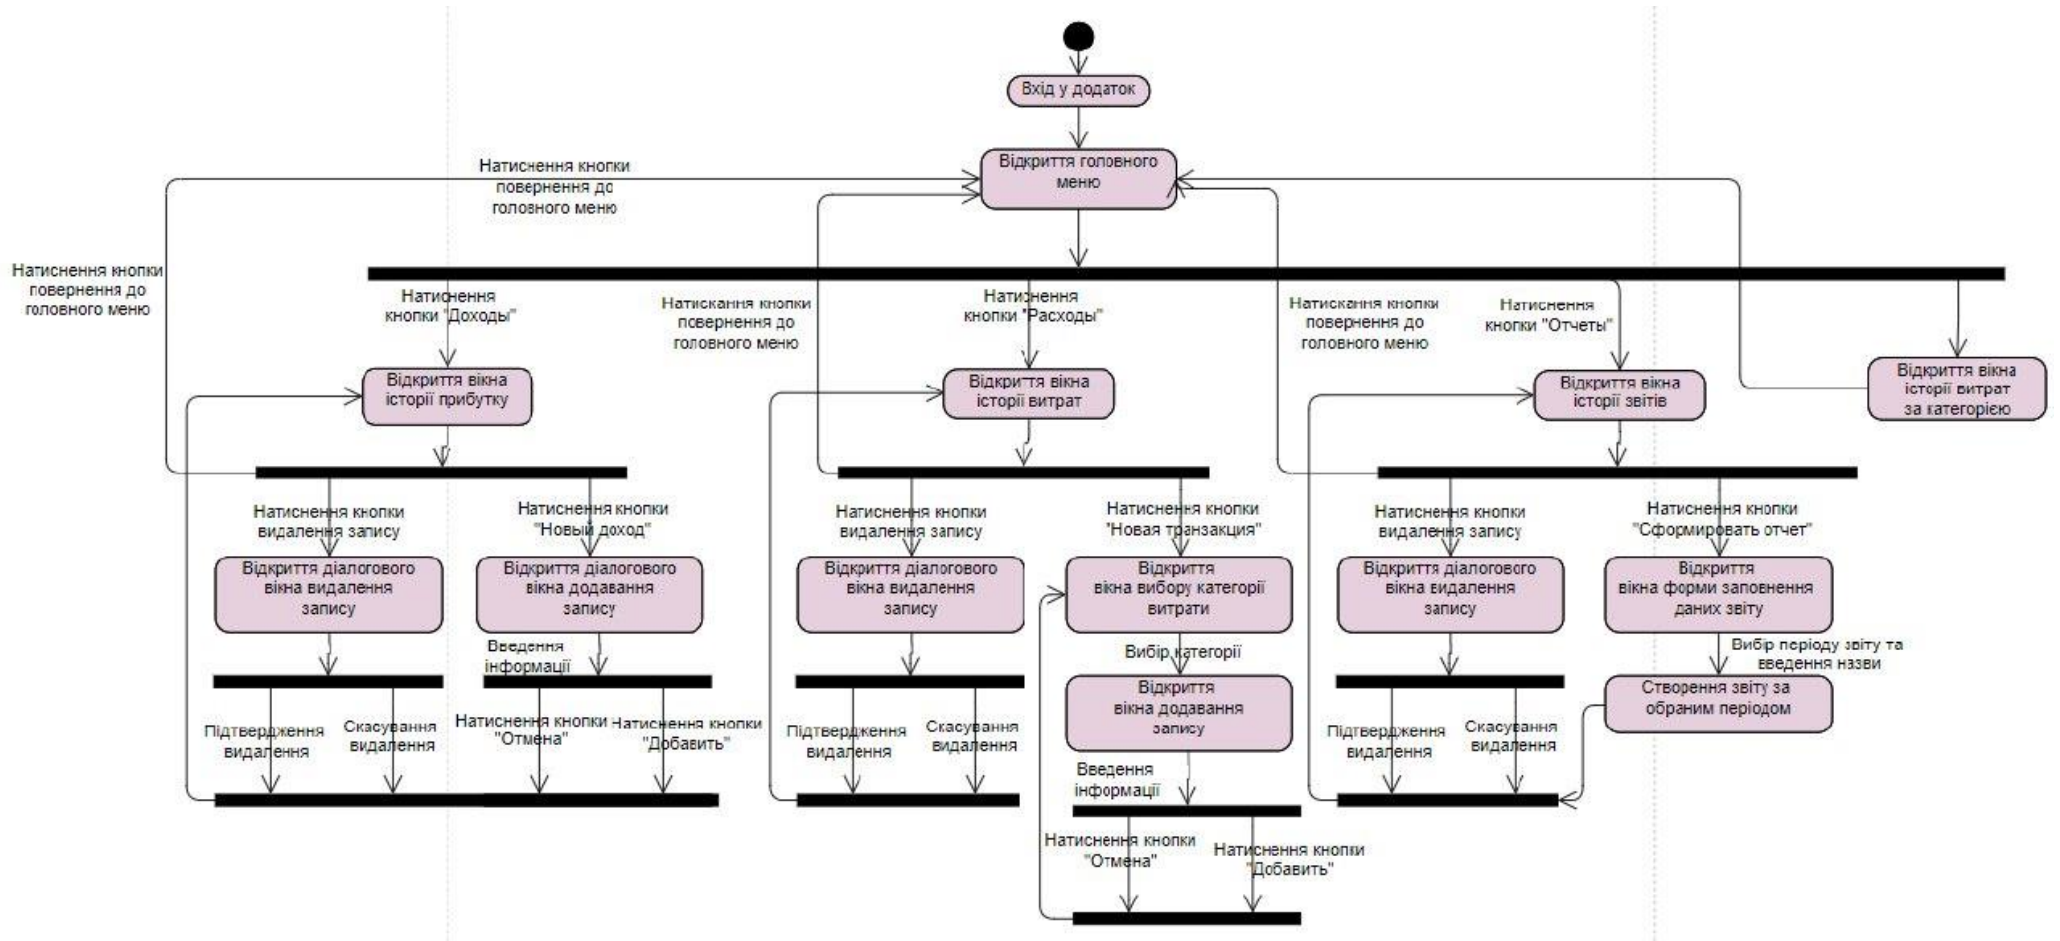 Вхід у додаток
Відкриття головного
меню
Натиснення кнопки
повернення до
головного меню
Натиснення кнопки
повернення до
головного меню
Натиснення
кнопки "Доходы"
Натискання кнопки
повернення до
головного меню
Натиснення
кнопки "Расходы"
Натискання кнопки
повернення до
головного меню
Натиснення
кнопки "Отчеты"
Відкриття вікна
історії прибутку
Відкриття вікна
історії витрат
Відкриття вікна
історії звітів
Відкриття вікна
історії витрат
за категорією
Натиснення кнопки
видалення запису
Натиснення кнопки
"Новый доход"
Натиснення кнопки
видалення запису
Натиснення кнопки
"Новая транзакция"
Натиснення кнопки
видалення запису
Натиснення кнопки
"Сформировать отчет"
Відкриття діалогового
вікна видалення
запису
Відкриття діалогового
вікна додавання
запису
Відкриття діалогового
вікна видалення
запису
Відкриття
вікна вибору категорії
витрати
Відкриття діалогового
вікна видалення
запису
Відкриття
вікна форми заповнення
даних звіту
Введення
інформації
Вибір категорії
Вибір періоду звіту та
введення назви
Відкриття
вікна додавання
запису
Створення звіту за
обраним періодом
Підтвердження
видалення
Скасування
видалення
Натиснення кнопки
"Отмена"
Натиснення кнопки
"Добавить"
Підтвердження
видалення
Скасування
видалення
Підтвердження
видалення
Скасування
видалення
Введення
інформації
Натиснення кнопки
"Отмена"
Натиснення кнопки
"Добавить"